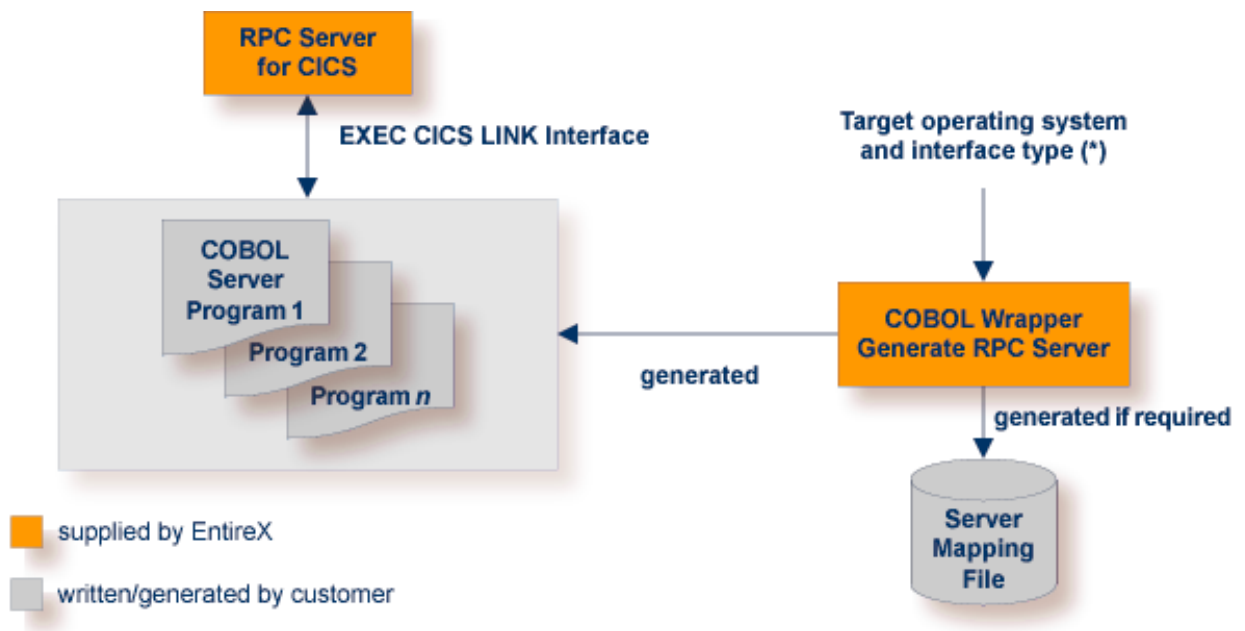 RPC Server
for CICS
EXEC CICS LINK Interface
Target operating system
and interface type (*)
COBOL
Server
Program 1
Program 2
Program n
COBOL Wrapper
Generate RPC Server
generated
generated if required
Server
Mapping
File
supplied by EntireX
written/generated by customer